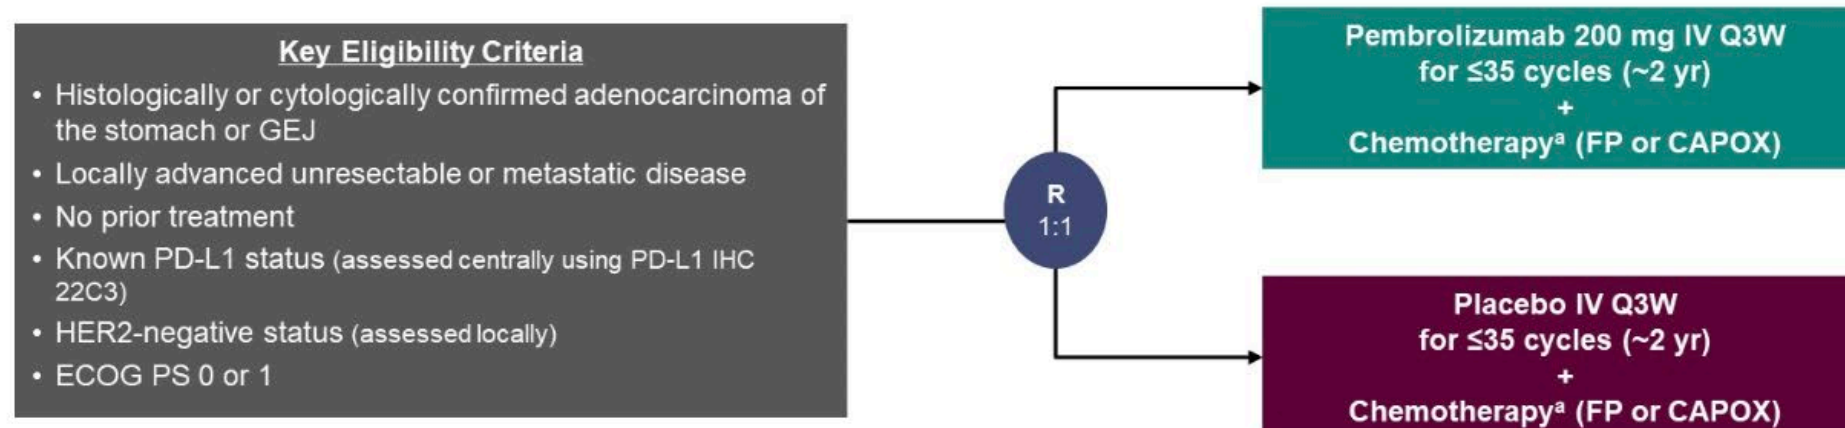 Key Eligibility Criteria
• Histologically or cytologically confirmed adenocarcinoma of
the stomach or GEJ
• Locally advanced unresectable or metastatic disease
• No prior treatment
• Known PD-L1 status (assessed centrally using PD-L1 IHC
22C3)
• HER2-negative status (assessed locally)
• ECOG PS 0 or 1
R
1:1
Pembrolizumab 200 mg IV Q3W
for ≤35 cycles (~2 yr)
+
Chemotherapyᵃ (FP or CAPOX)
Placebo IV Q3W
for ≤35 cycles (~2 yr)
+
Chemotherapyᵃ (FP or CAPOX)